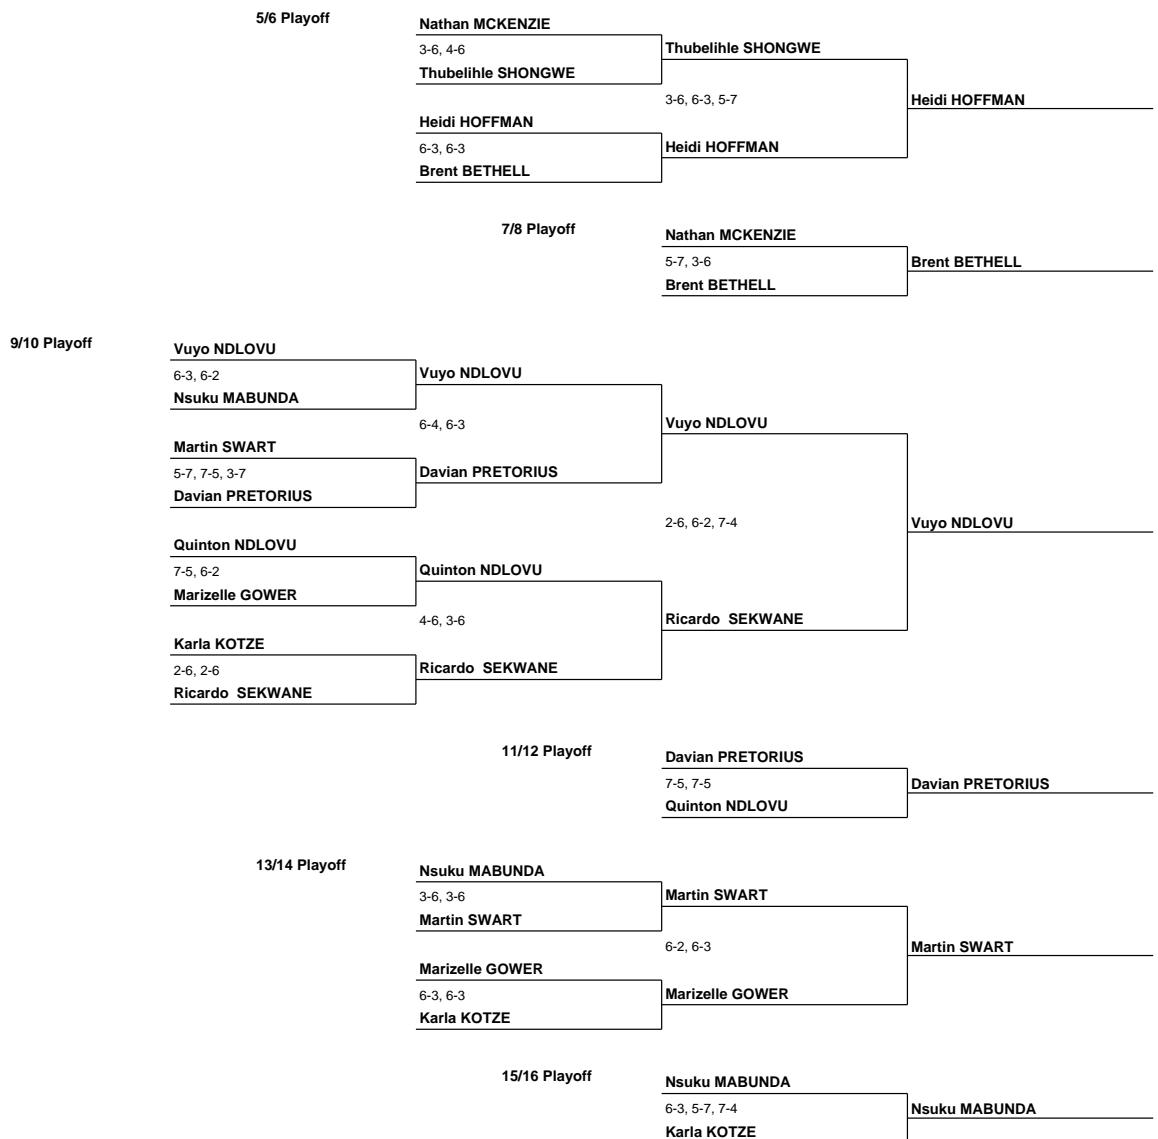 5/6 Playoff
Nathan MCKENZIE
3-6, 4-6
Thubelihle SHONGWE
Thubelihle SHONGWE
3-6, 6-3, 5-7
Heidi HOFFMAN
Heidi HOFFMAN
6-3, 6-3
Heidi HOFFMAN
Brent BETHELL
7/8 Playoff
Nathan MCKENZIE
5-7, 3-6
Brent BETHELL
Brent BETHELL
9/10 Playoff
Vuyo NDLOVU
6-3, 6-2
Vuyo NDLOVU
Nsuku MABUNDA
6-4, 6-3
Vuyo NDLOVU
Martin SWART
5-7, 7-5, 3-7
Davian PRETORIUS
Davian PRETORIUS
2-6, 6-2, 7-4
Vuyo NDLOVU
Quinton NDLOVU
7-5, 6-2
Quinton NDLOVU
Marizelle GOWER
4-6, 3-6
Ricardo  SEKWANE
Karla KOTZE
2-6, 2-6
Ricardo  SEKWANE
Ricardo  SEKWANE
11/12 Playoff
Davian PRETORIUS
7-5, 7-5
Davian PRETORIUS
Quinton NDLOVU
13/14 Playoff
Nsuku MABUNDA
3-6, 3-6
Martin SWART
Martin SWART
6-2, 6-3
Martin SWART
Marizelle GOWER
6-3, 6-3
Marizelle GOWER
Karla KOTZE
15/16 Playoff
Nsuku MABUNDA
6-3, 5-7, 7-4
Nsuku MABUNDA
Karla KOTZE